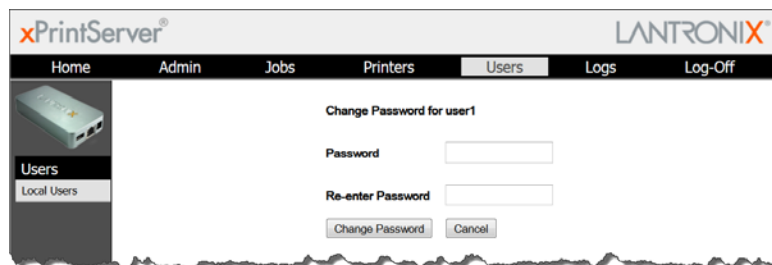 xPrintServer®
LANTRONIX®
Home Admin Jobs Printers Users Logs Log-Off
Change Password for user1
Password
Users
Local Users
Re-enter Password
Change Password Cancel